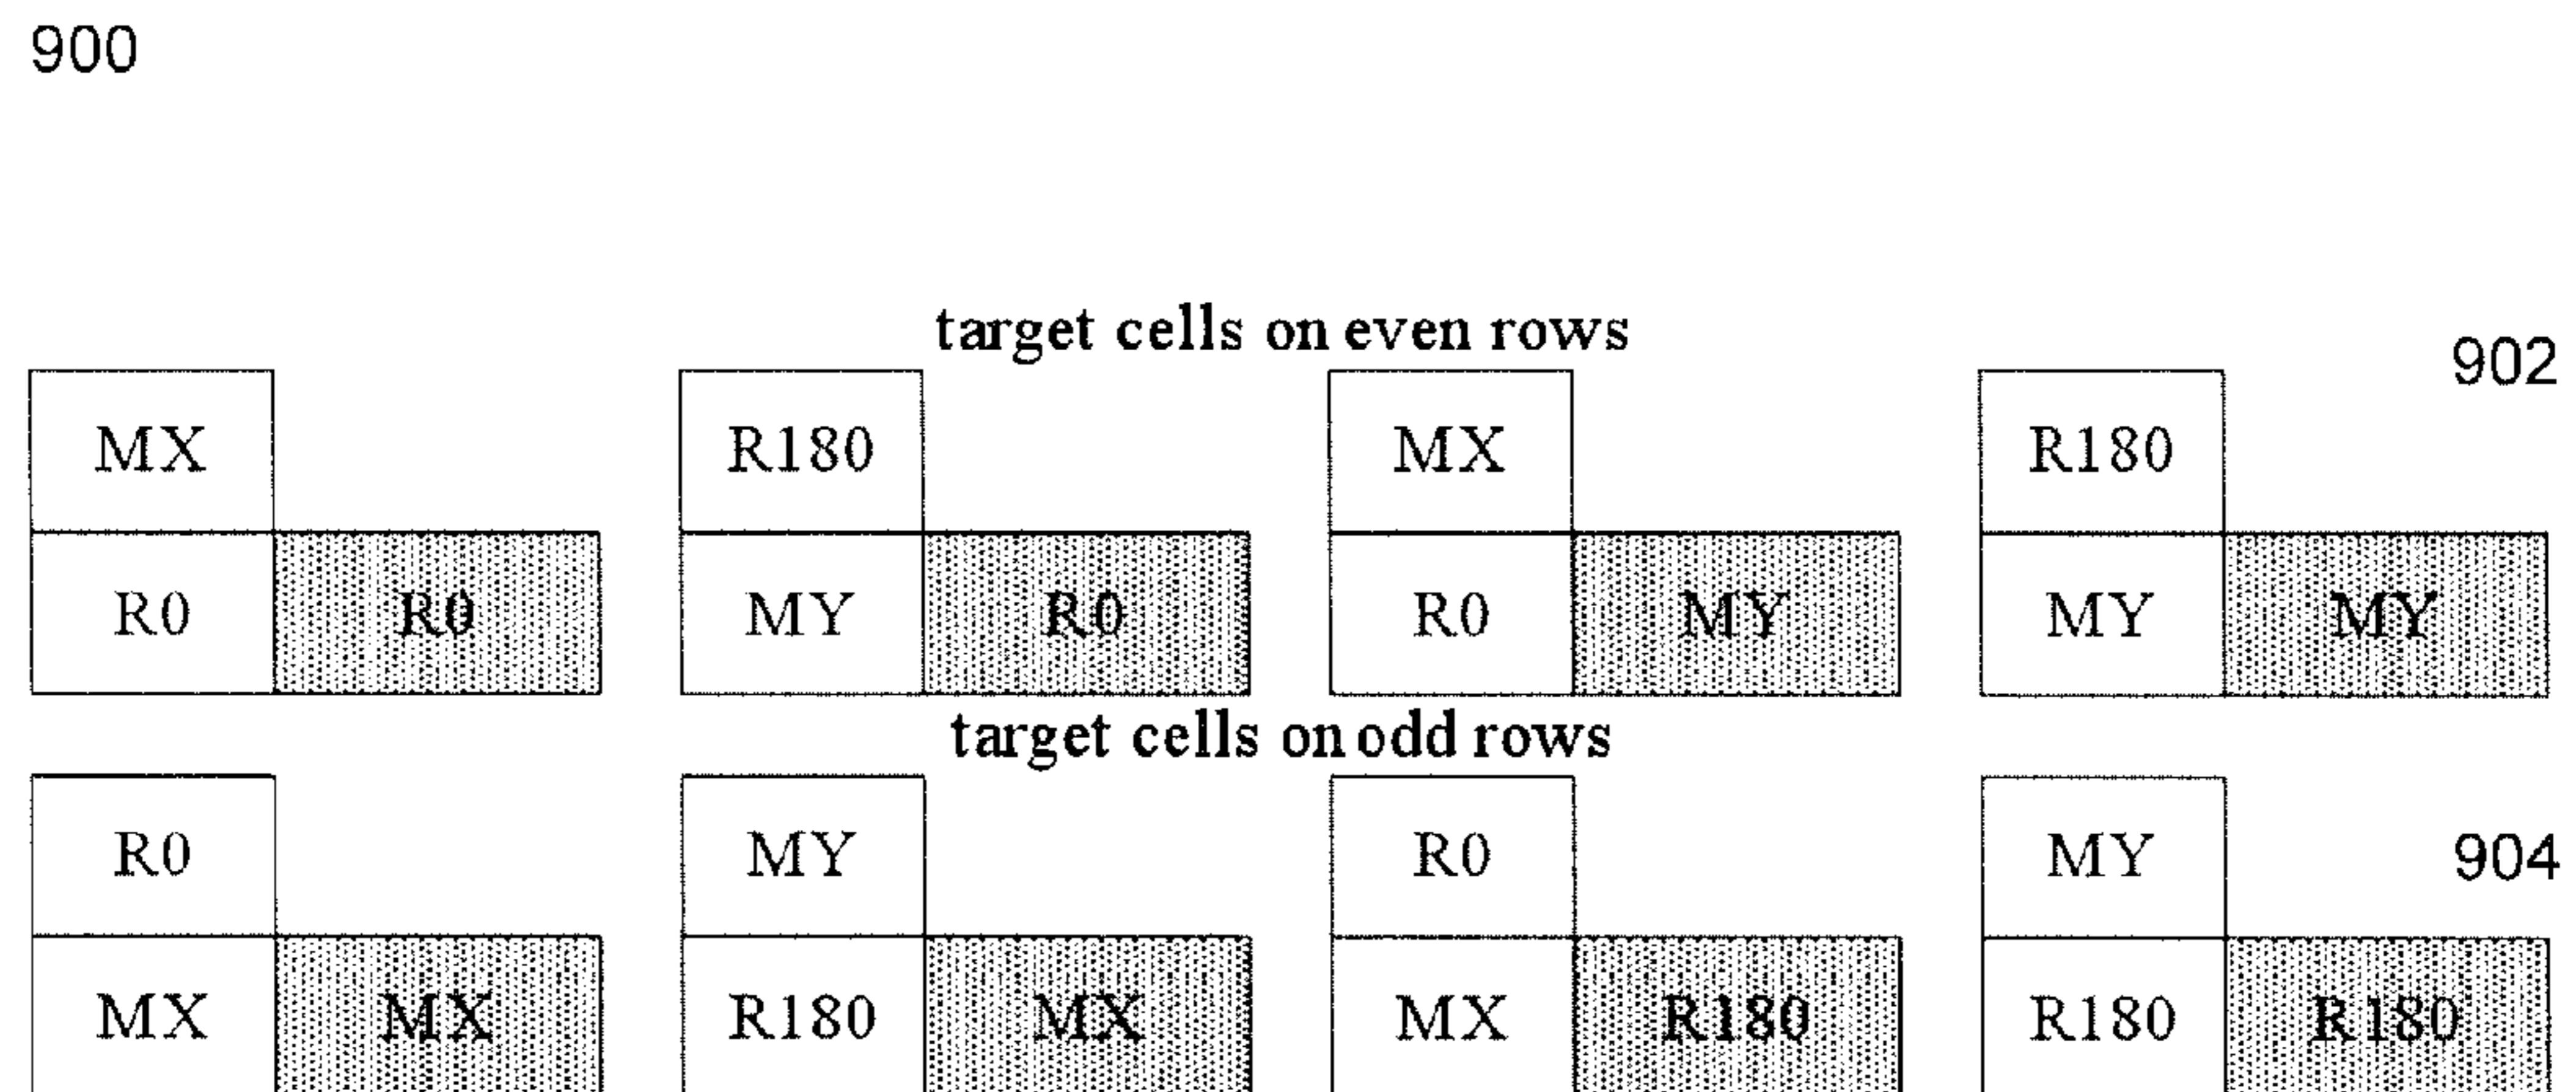 900
target cells on even rows
902
MX R180 MX R180
R0 R0 MY R0 R0 MY MY MY
target cells on odd rows
R0 MY R0 MY
904
MX MX R180 MX MX R180 R180 R180